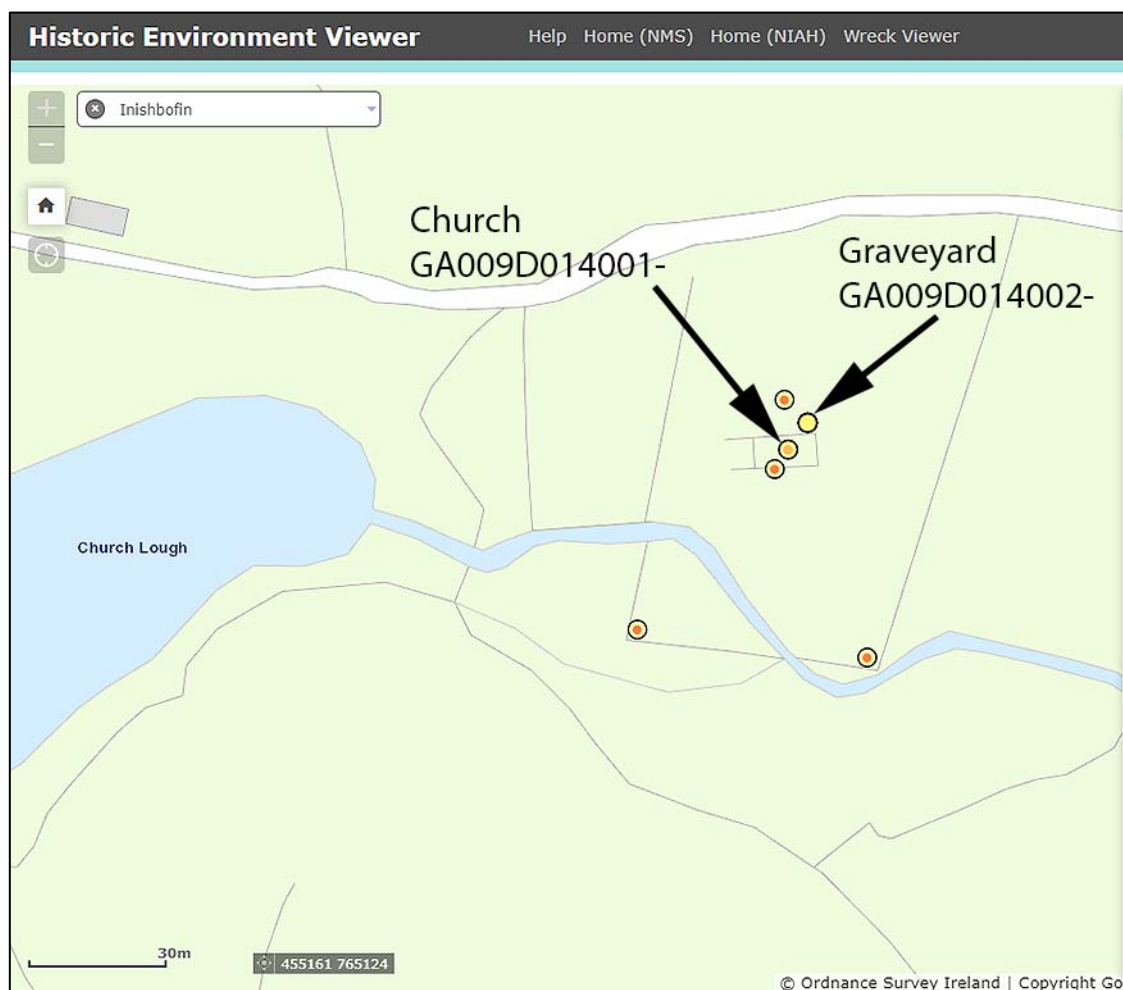 Historic Environment Viewer Help Home (NMS) Home (NIAH) Wreck Viewer
Inishbofin
Church
GA009D014001-
Graveyard
GA009D014002-
Church Lough
30m
455161 765124
© Ordnance Survey Ireland | Copyright Go